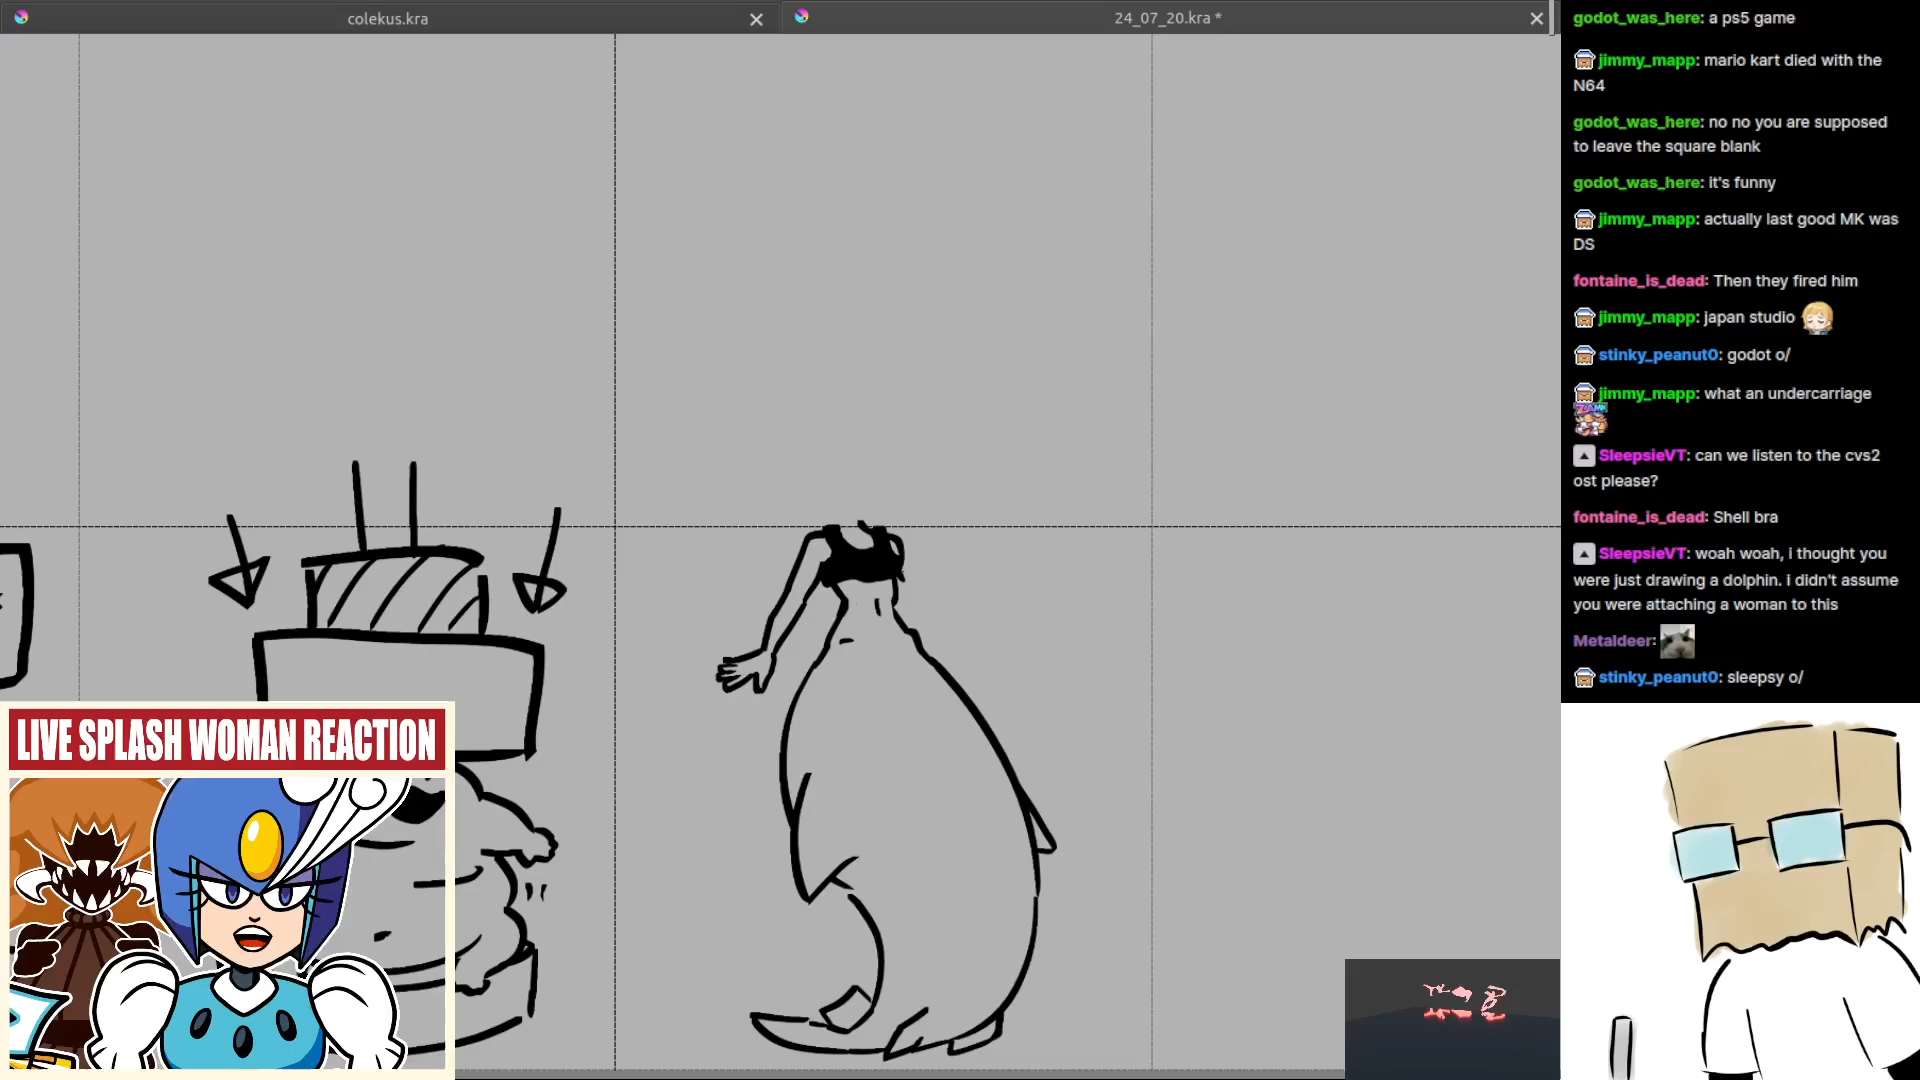 colekus.kra
24_07_20.kra *
godot_was_here: a ps5 game
jimmy_mapp: mario kart died with the
N64
godot_was_here: no no you are supposed
to leave the square blank
godot_was_here: it's funny
jimmy_mapp: actually last good MK was
DS
fontaine_is_dead: Then they fired him
jimmy_mapp: japan studio
stinky_peanut0: godot o/
jimmy_mapp: what an undercarriage
SleepsieVT: can we listen to the cvs2
ost please?
fontaine_is_dead: Shell bra
SleepsieVT: woah woah, i thought you
were just drawing a dolphin. i didn't assume
you were attaching a woman to this
Metaldeer:
stinky_peanut0: sleepsy o/
LIVE SPLASH WOMAN REACTION